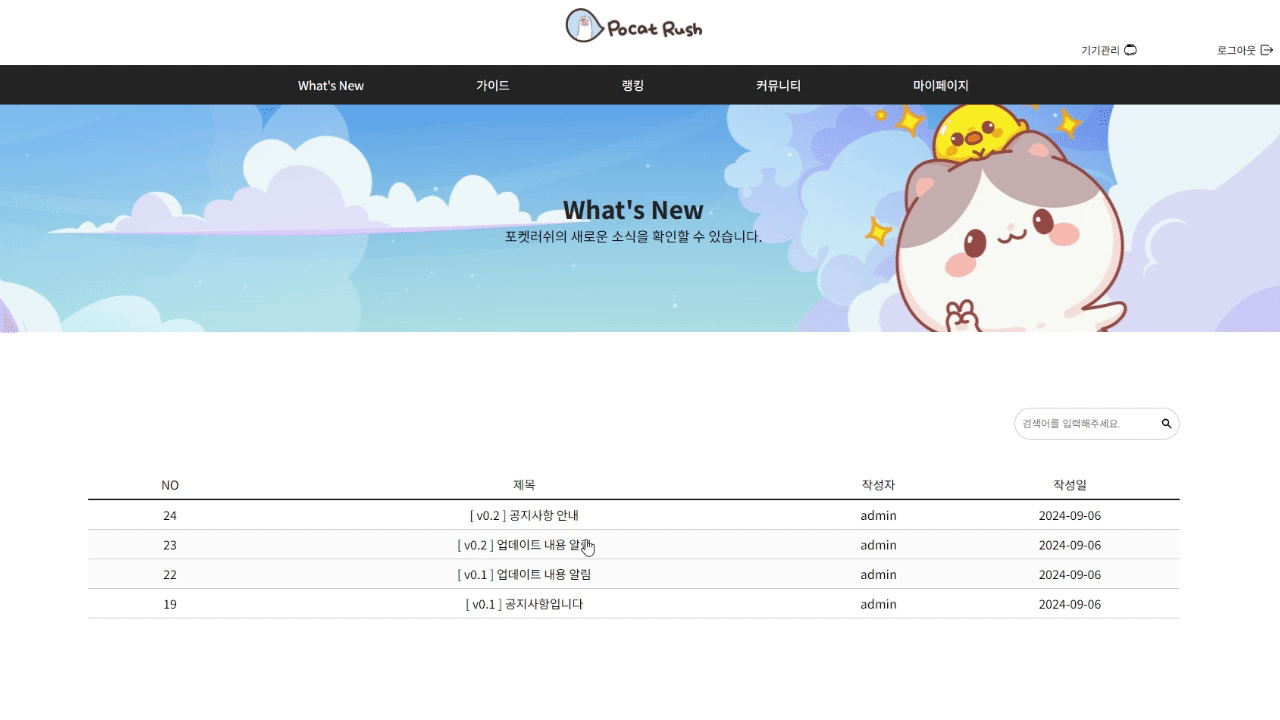 Pocat Rush
기기관리
로그아웃
What's New 가이드 랭킹 커뮤니티 마이페이지
What's New
포켓러쉬의 새로운 소식을 확인할 수 있습니다.
검색어를 입력해주세요.
NO 제목 작성자 작성일
24 [ v0.2 ] 공지사항 안내 admin 2024-09-06
23 [ v0.2 ] 업데이트 내용 admin 2024-09-06
22 [ v0.1 ] 업데이트 내용 알림 admin 2024-09-06
19 [ v0.1 ] 공지사항입니다 admin 2024-09-06